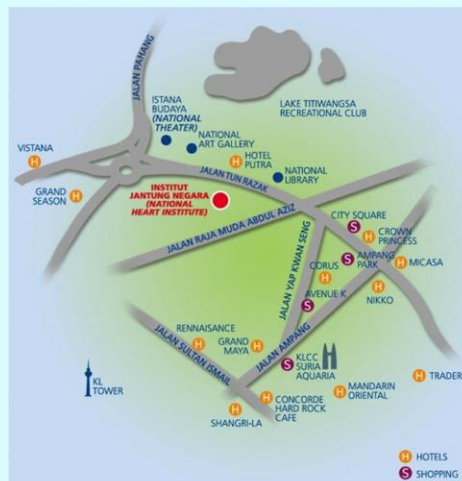 JALAN PAHANG
ISTANA
BUDAYA
(NATIONAL
THEATER)
NATIONAL
ART GALLERY
LAKE TITIWANGSA
RECREATIONAL CLUB
VISTANA
H
H
HOTEL
PUTRA
JALAN TUN RAZAK
NATIONAL
LIBRARY
GRAND
SEASON
H
INSTITUT
JANTUNG NEGARA
(NATIONAL
HEART INSTITUTE)
JALAN RAJA MUDA ABDUL AZIZ
CITY SQUARE
S
H
CROWN
PRINCESS
JALAN YAP KWAN SENG
AMPANG
PARK
S
H
MICASA
CORUS
H
H
NIKKO
AVENUE K
S
JALAN AMPANG
RENNAISANCE
H
JALAN SULTAN ISMAIL
GRAND
MAYA
H
S
KLCC
SURIA
AQUARIA
KL
TOWER
H
TRADER
H
MANDARIN
ORIENTAL
H
CONCORDE
HARD ROCK
CAFE
H
SHANGRI-LA
H HOTELS
S SHOPPING